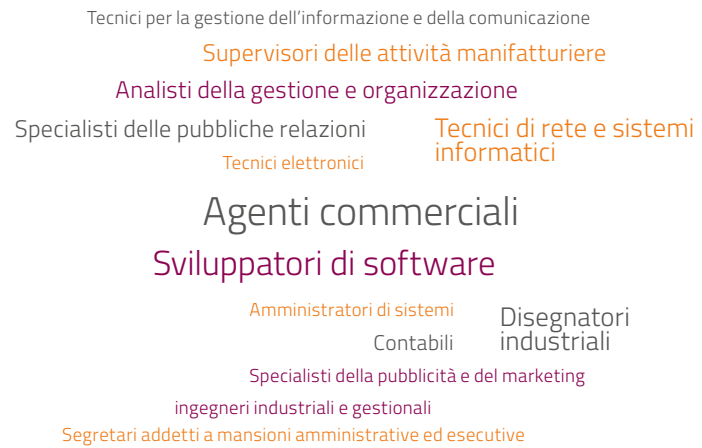 Tecnici per la gestione dell’informazione e della comunicazione
Supervisori delle attività manifatturiere
Analisti della gestione e organizzazione
Specialisti delle pubbliche relazioni
Tecnici di rete e sistemi
informatici
Tecnici elettronici
Agenti commerciali
Sviluppatori di software
Amministratori di sistemi
Disegnatori
industriali
Contabili
Specialisti della pubblicità e del marketing
ingegneri industriali e gestionali
Segretari addetti a mansioni amministrative ed esecutive